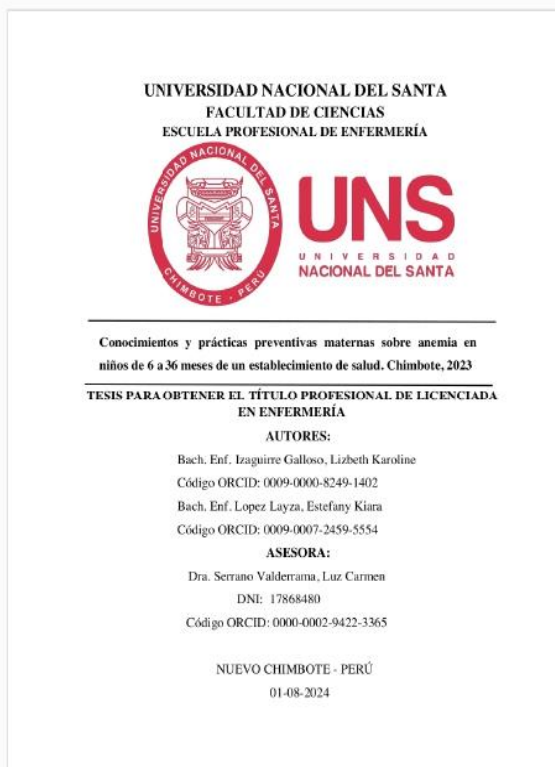 UNIVERSIDAD NACIONAL DEL SANTA
FACULTAD DE CIENCIAS
ESCUELA PROFESIONAL DE ENFERMERÍA
UNIVERSIDAD NACIONAL DEL SANTA
CHIMBOTE - PERÚ
UNS
UNIVERSIDAD
NACIONAL DEL SANTA
Conocimientos y prácticas preventivas maternas sobre anemia en
niños de 6 a 36 meses de un establecimiento de salud. Chimbote, 2023
TESIS PARA OBTENER EL TÍTULO PROFESIONAL DE LICENCIADA
EN ENFERMERÍA
AUTORES:
Bach. Enf. Izaguirre Galloso, Lizbeth Karoline
Código ORCID: 0009-0000-8249-1402
Bach. Enf. Lopez Layza, Estefany Kiara
Código ORCID: 0009-0007-2459-5554
ASESORA:
Dra. Serrano Valderrama, Luz Carmen
DNI: 17868480
Código ORCID: 0000-0002-9422-3365
NUEVO CHIMBOTE - PERÚ
01-08-2024